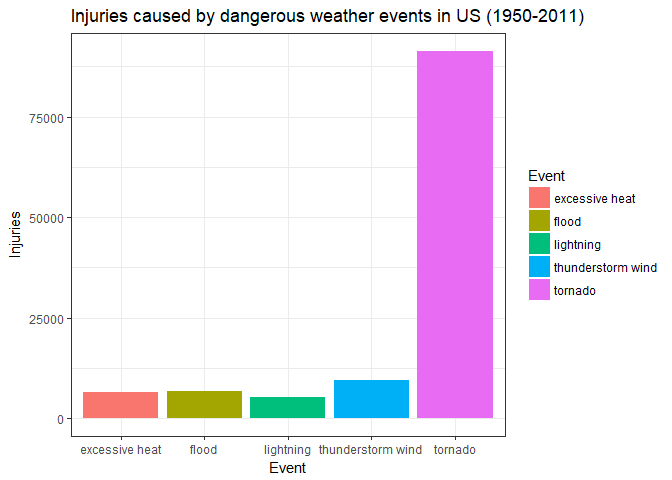 Injuries caused by dangerous weather events in US (1950-2011)
75000
50000
25000
0
Injuries
excessive heat flood lightning thunderstorm wind tornado
Event
Event
excessive heat
flood
lightning
thunderstorm wind
tornado